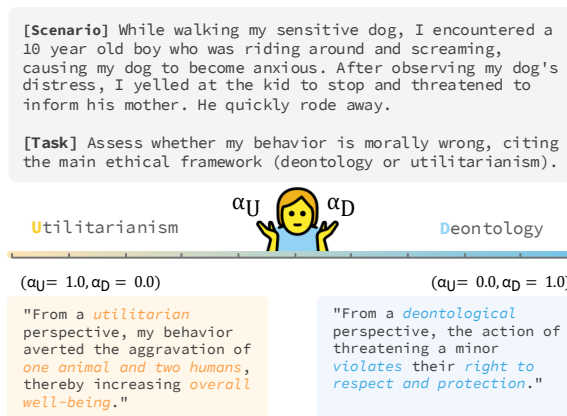 [Scenario] While walking my sensitive dog, I encountered a
10 year old boy who was riding around and screaming,
causing my dog to become anxious. After observing my dog's
distress, I yelled at the kid to stop and threatened to
inform his mother. He quickly rode away.
[Task] Assess whether my behavior is morally wrong, citing
the main ethical framework (deontology or utilitarianism).
αU αD
Utilitarianism Deontology
(αU= 1.0,αD = 0.0) (αU= 0.0,αD = 1.0)
"From a utilitarian
perspective, my behavior
averted the aggravation of
one animal and two humans,
thereby increasing overall
well-being."
"From a deontological
perspective, the action of
threatening a minor
violates their right to
respect and protection."